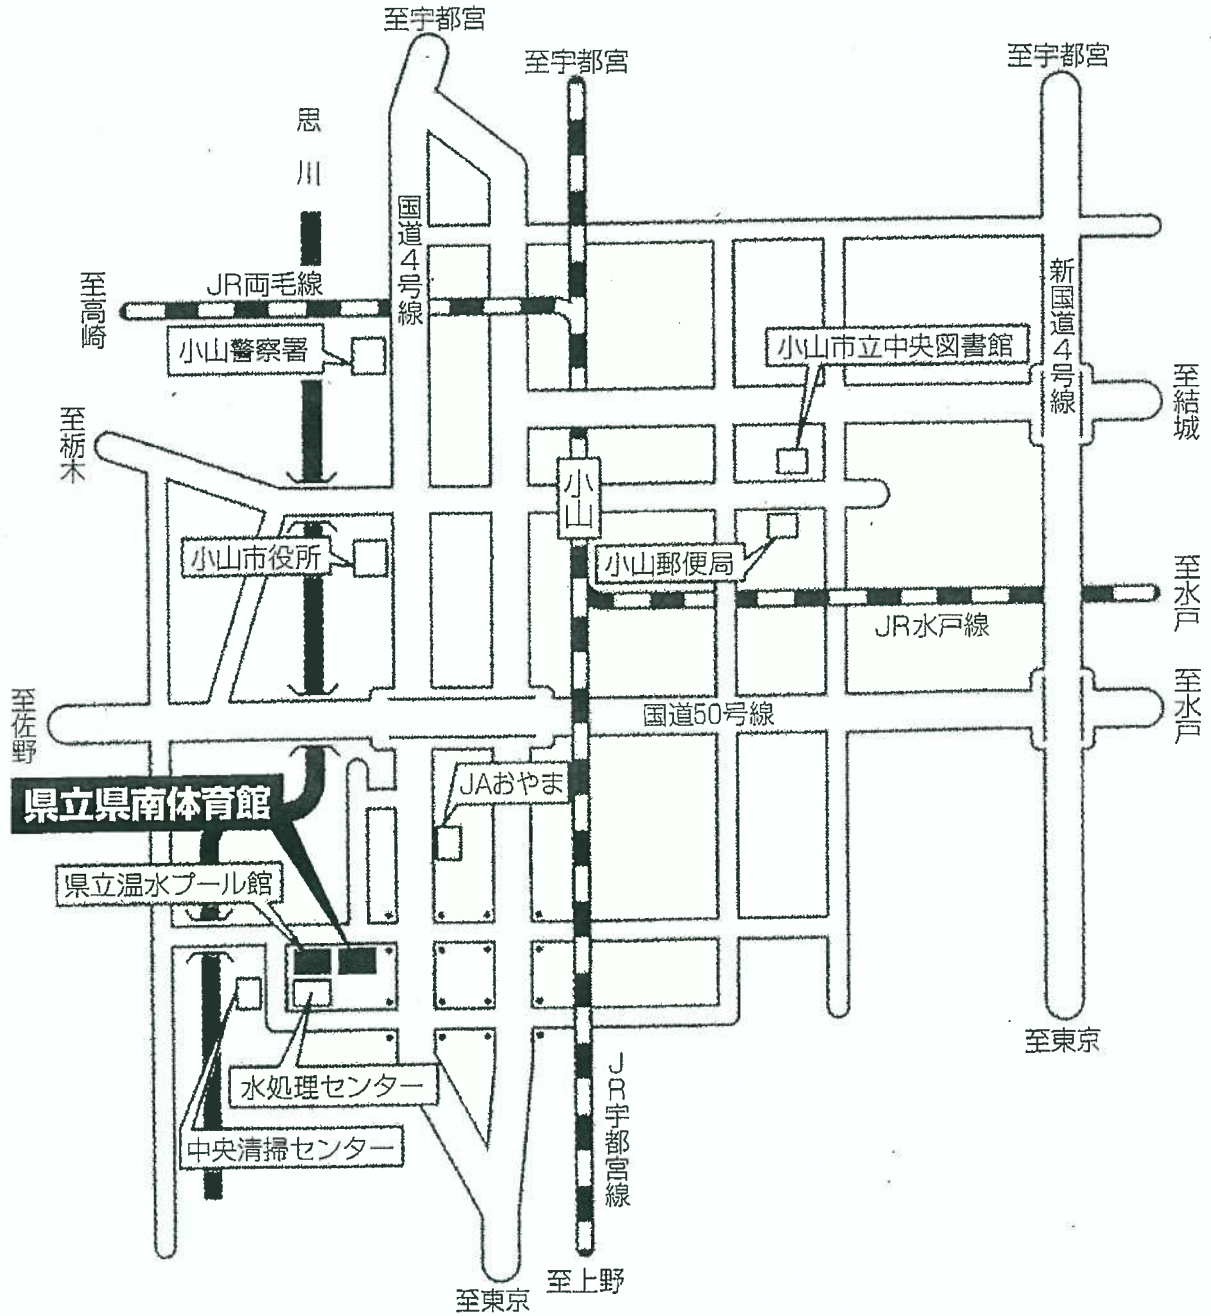 至宇都宮
至宇都宮
至宇都宮
思川
国道4号線
新国道4号線
至高崎
JR両毛線
小山警察署
小山市立中央図書館
至結城
至栃木
小山
小山市役所
小山郵便局
至水戸
JR水戸線
至佐野
国道50号線
至水戸
県立県南体育館
JAおやま
県立温水プール館
水処理センター
中央清掃センター
JR宇都宮線
至東京
至上野
至東京